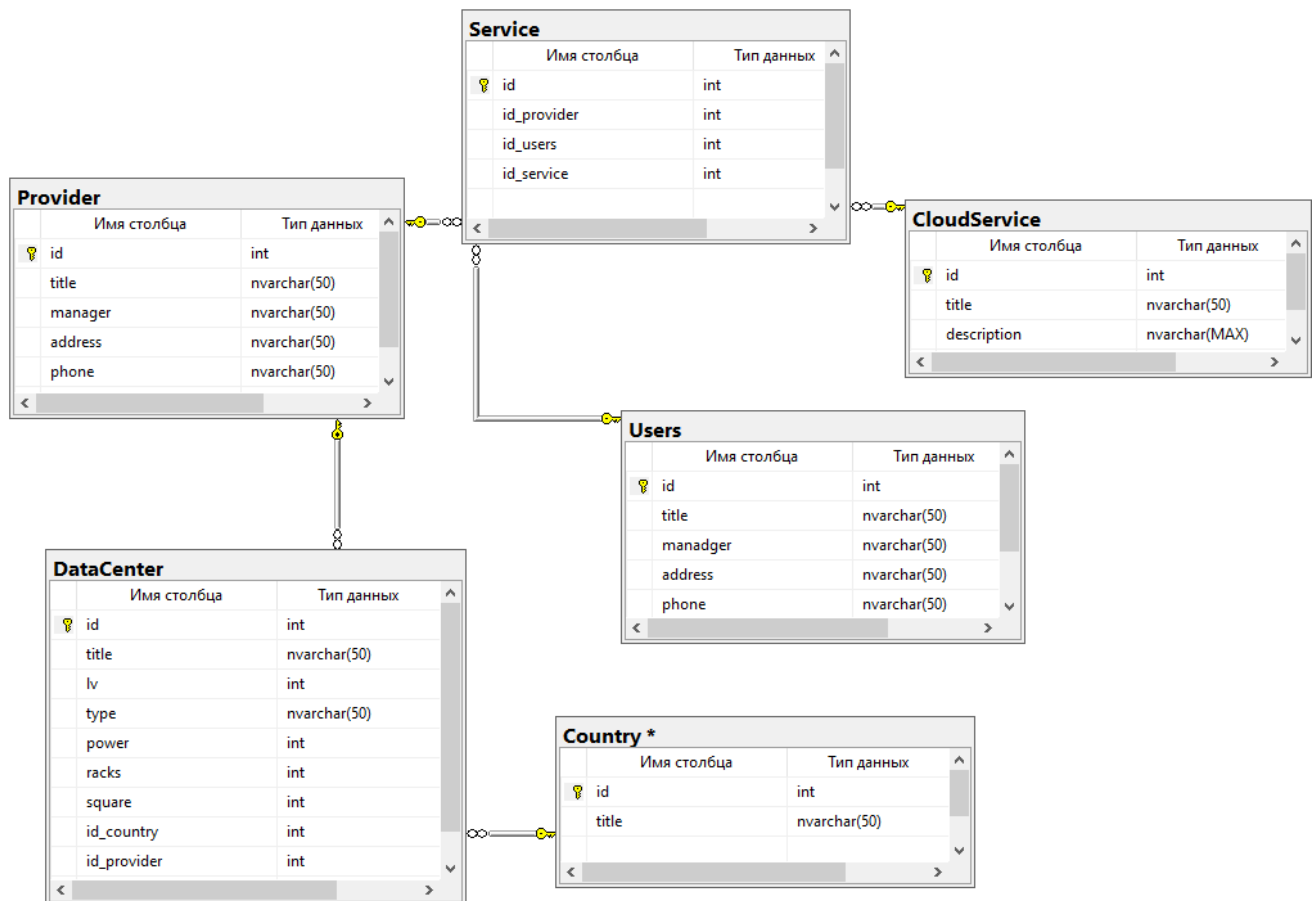 Service
Имя столбца Тип данных
id int
id_provider int
id_users int
id_service int
Provider
Имя столбца Тип данных
id int
title nvarchar(50)
manager nvarchar(50)
address nvarchar(50)
phone nvarchar(50)
CloudService
Имя столбца Тип данных
id int
title nvarchar(50)
description nvarchar(MAX)
Users
Имя столбца Тип данных
id int
title nvarchar(50)
manadger nvarchar(50)
address nvarchar(50)
phone nvarchar(50)
DataCenter
Имя столбца Тип данных
id int
title nvarchar(50)
lv int
type nvarchar(50)
power int
racks int
square int
id_country int
id_provider int
Country *
Имя столбца Тип данных
id int
title nvarchar(50)